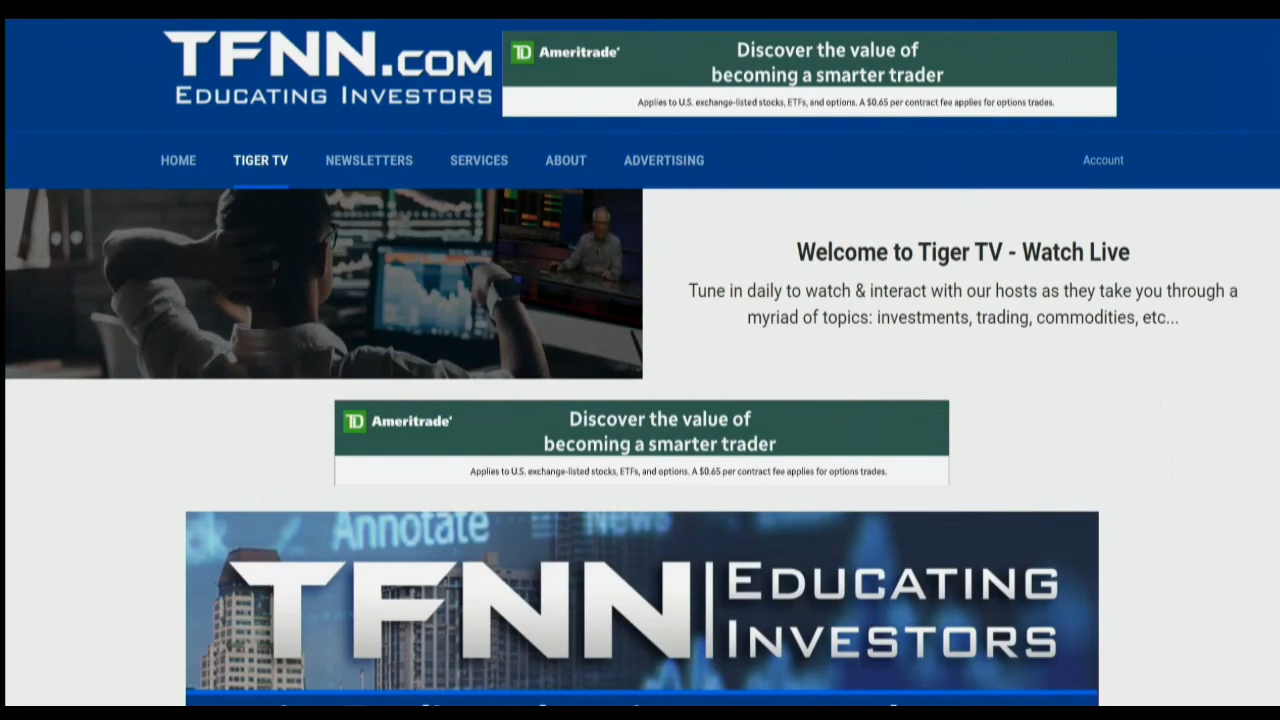 TFNN.COM
EDUCATING INVESTORS
TD Ameritrade
Discover the value of
becoming a smarter trader
Applies to U.S. exchange-listed stocks, ETFs, and options. A $0.65 per contract fee applies for options trades.
HOME TIGER TV NEWSLETTERS SERVICES ABOUT ADVERTISING Account
Welcome to Tiger TV - Watch Live
Tune in daily to watch & interact with our hosts as they take you through a
myriad of topics: investments, trading, commodities, etc...
TD Ameritrade
Discover the value of
becoming a smarter trader
Applies to U.S. exchange-listed stocks, ETFs, and options. A $0.65 per contract fee applies for options trades.
Annotate News
TFNN
EDUCATING
INVESTORS